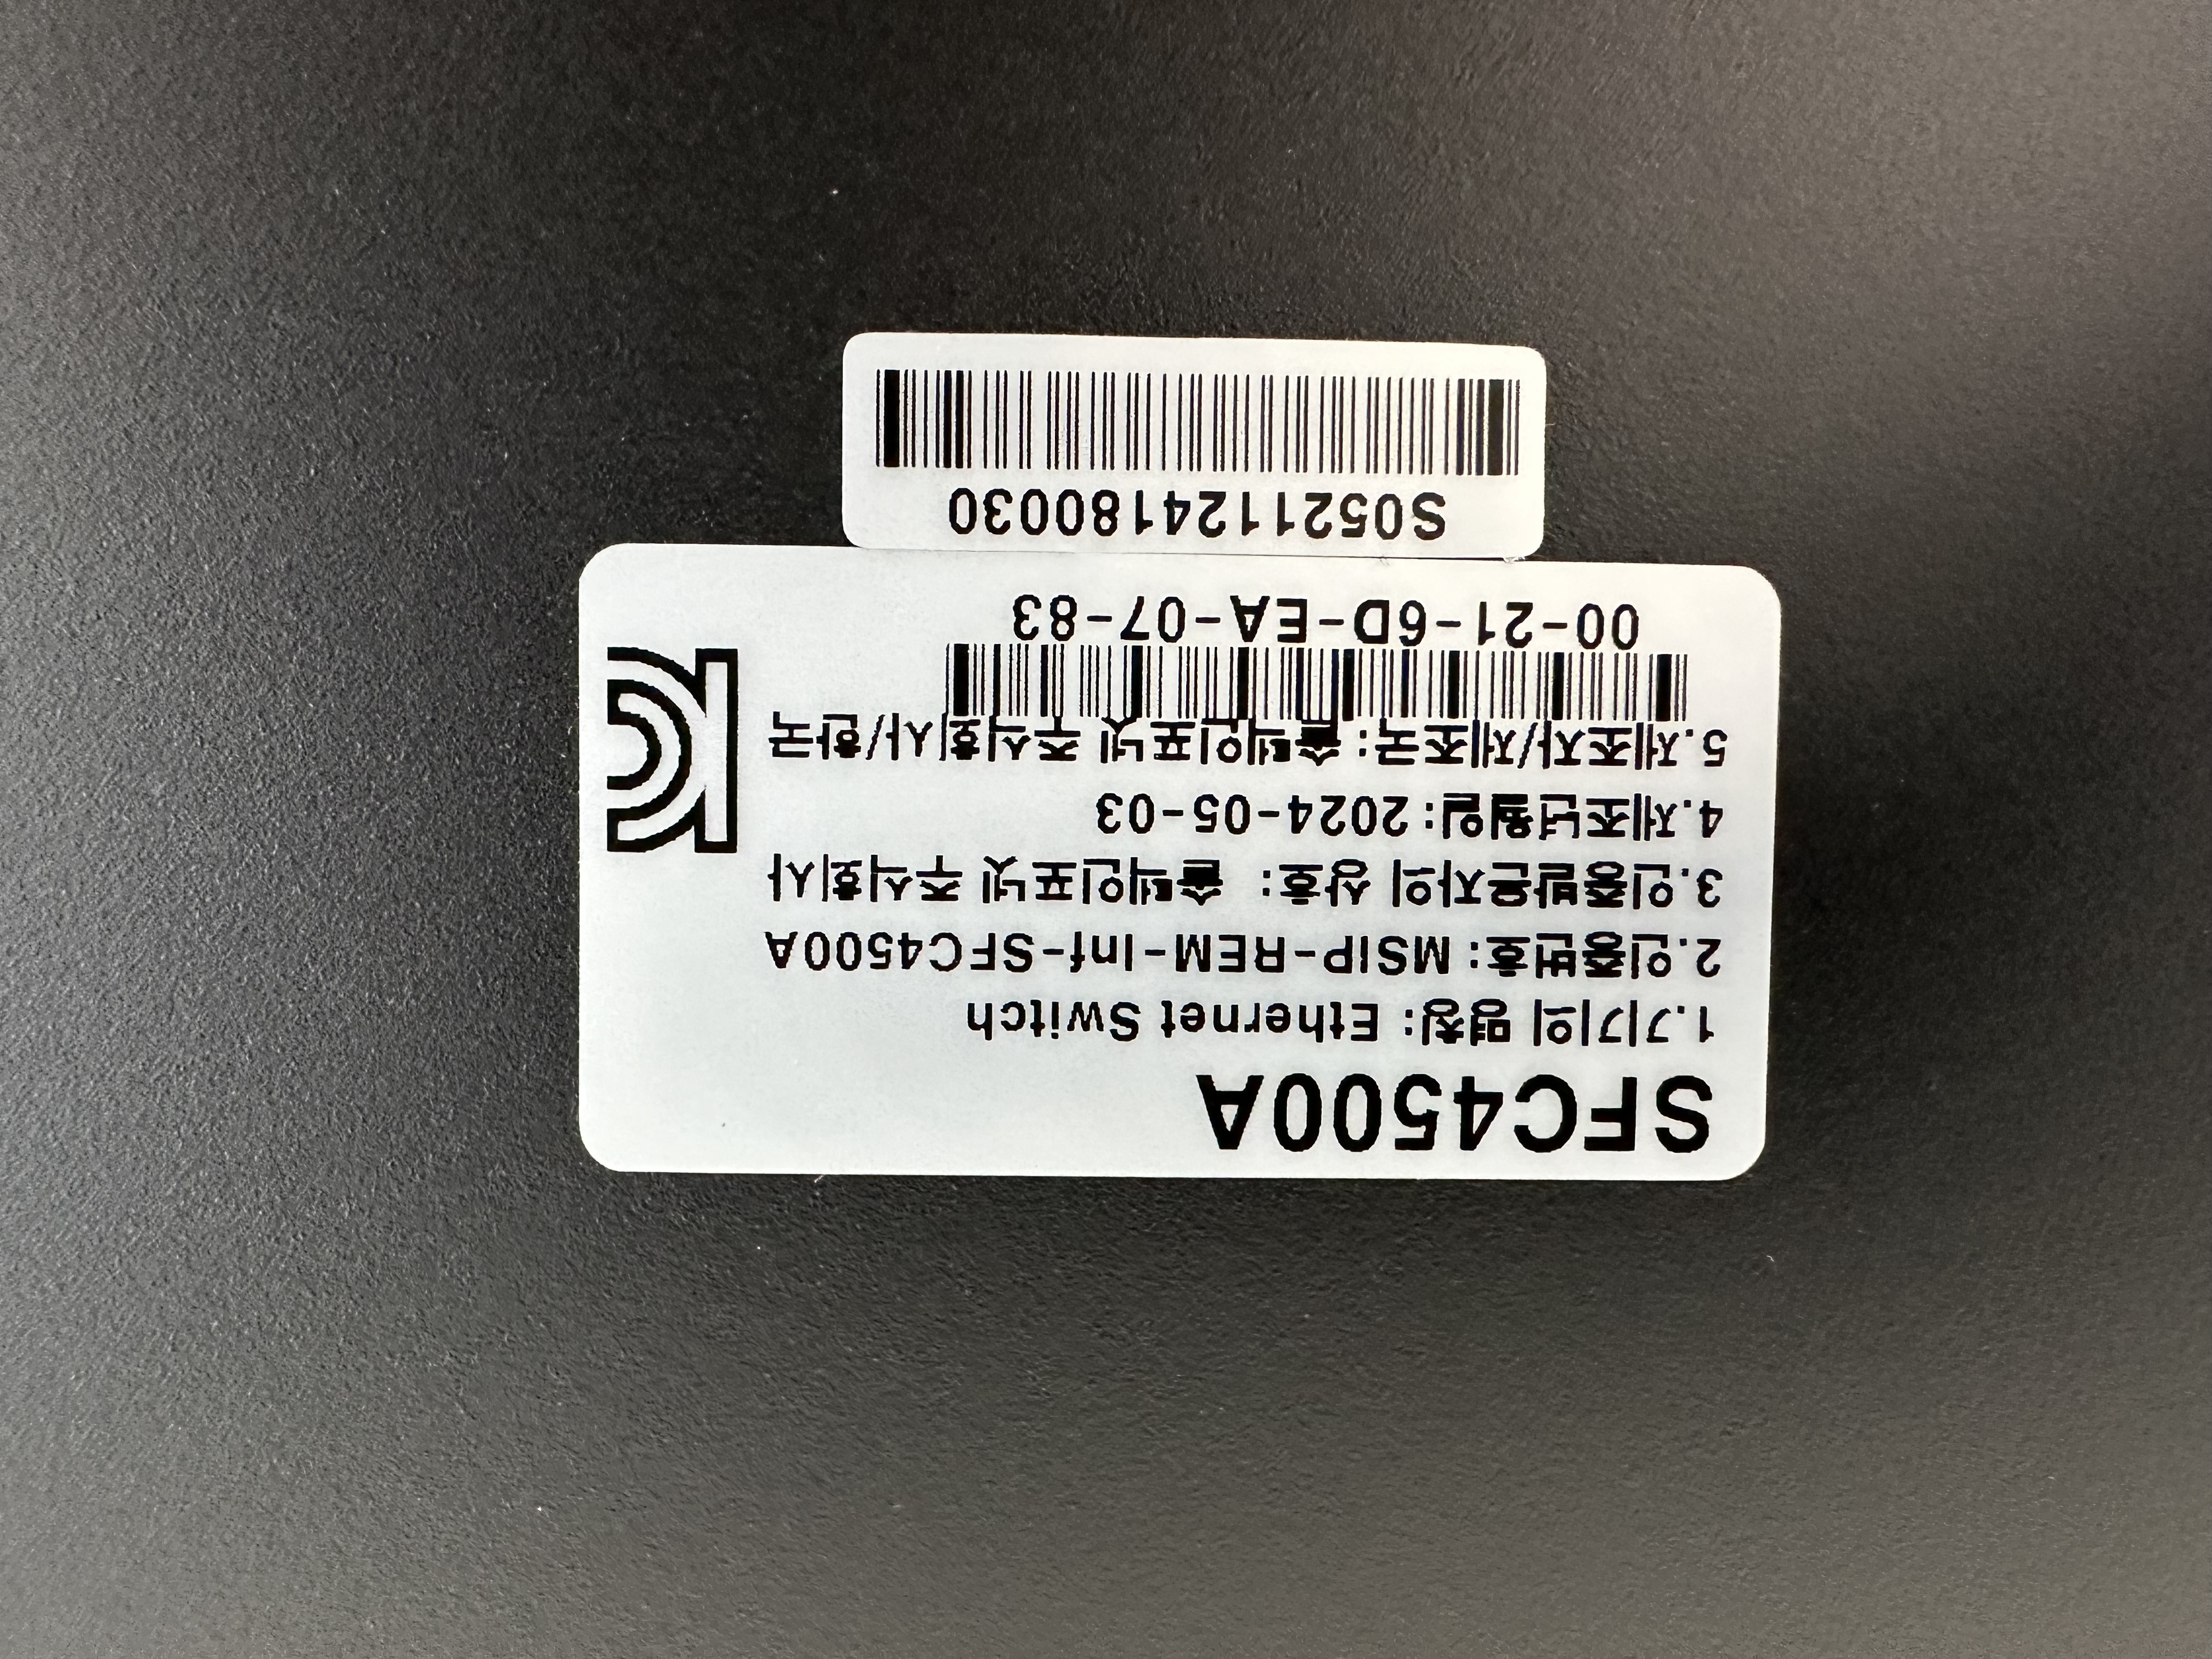 SFC4500A
1.기기의 명칭: Ethernet Switch
2.인증번호: MSIP-REM-Inf-SFC4500A
3.인증받은자의 상호: 솔텍인포넷 주식회사
4.제조년월일: 2024-05-03
5.제조자/제조국: 솔텍인포넷 주식회사/한국
00-21-6D-EA-07-83
S0521124180030